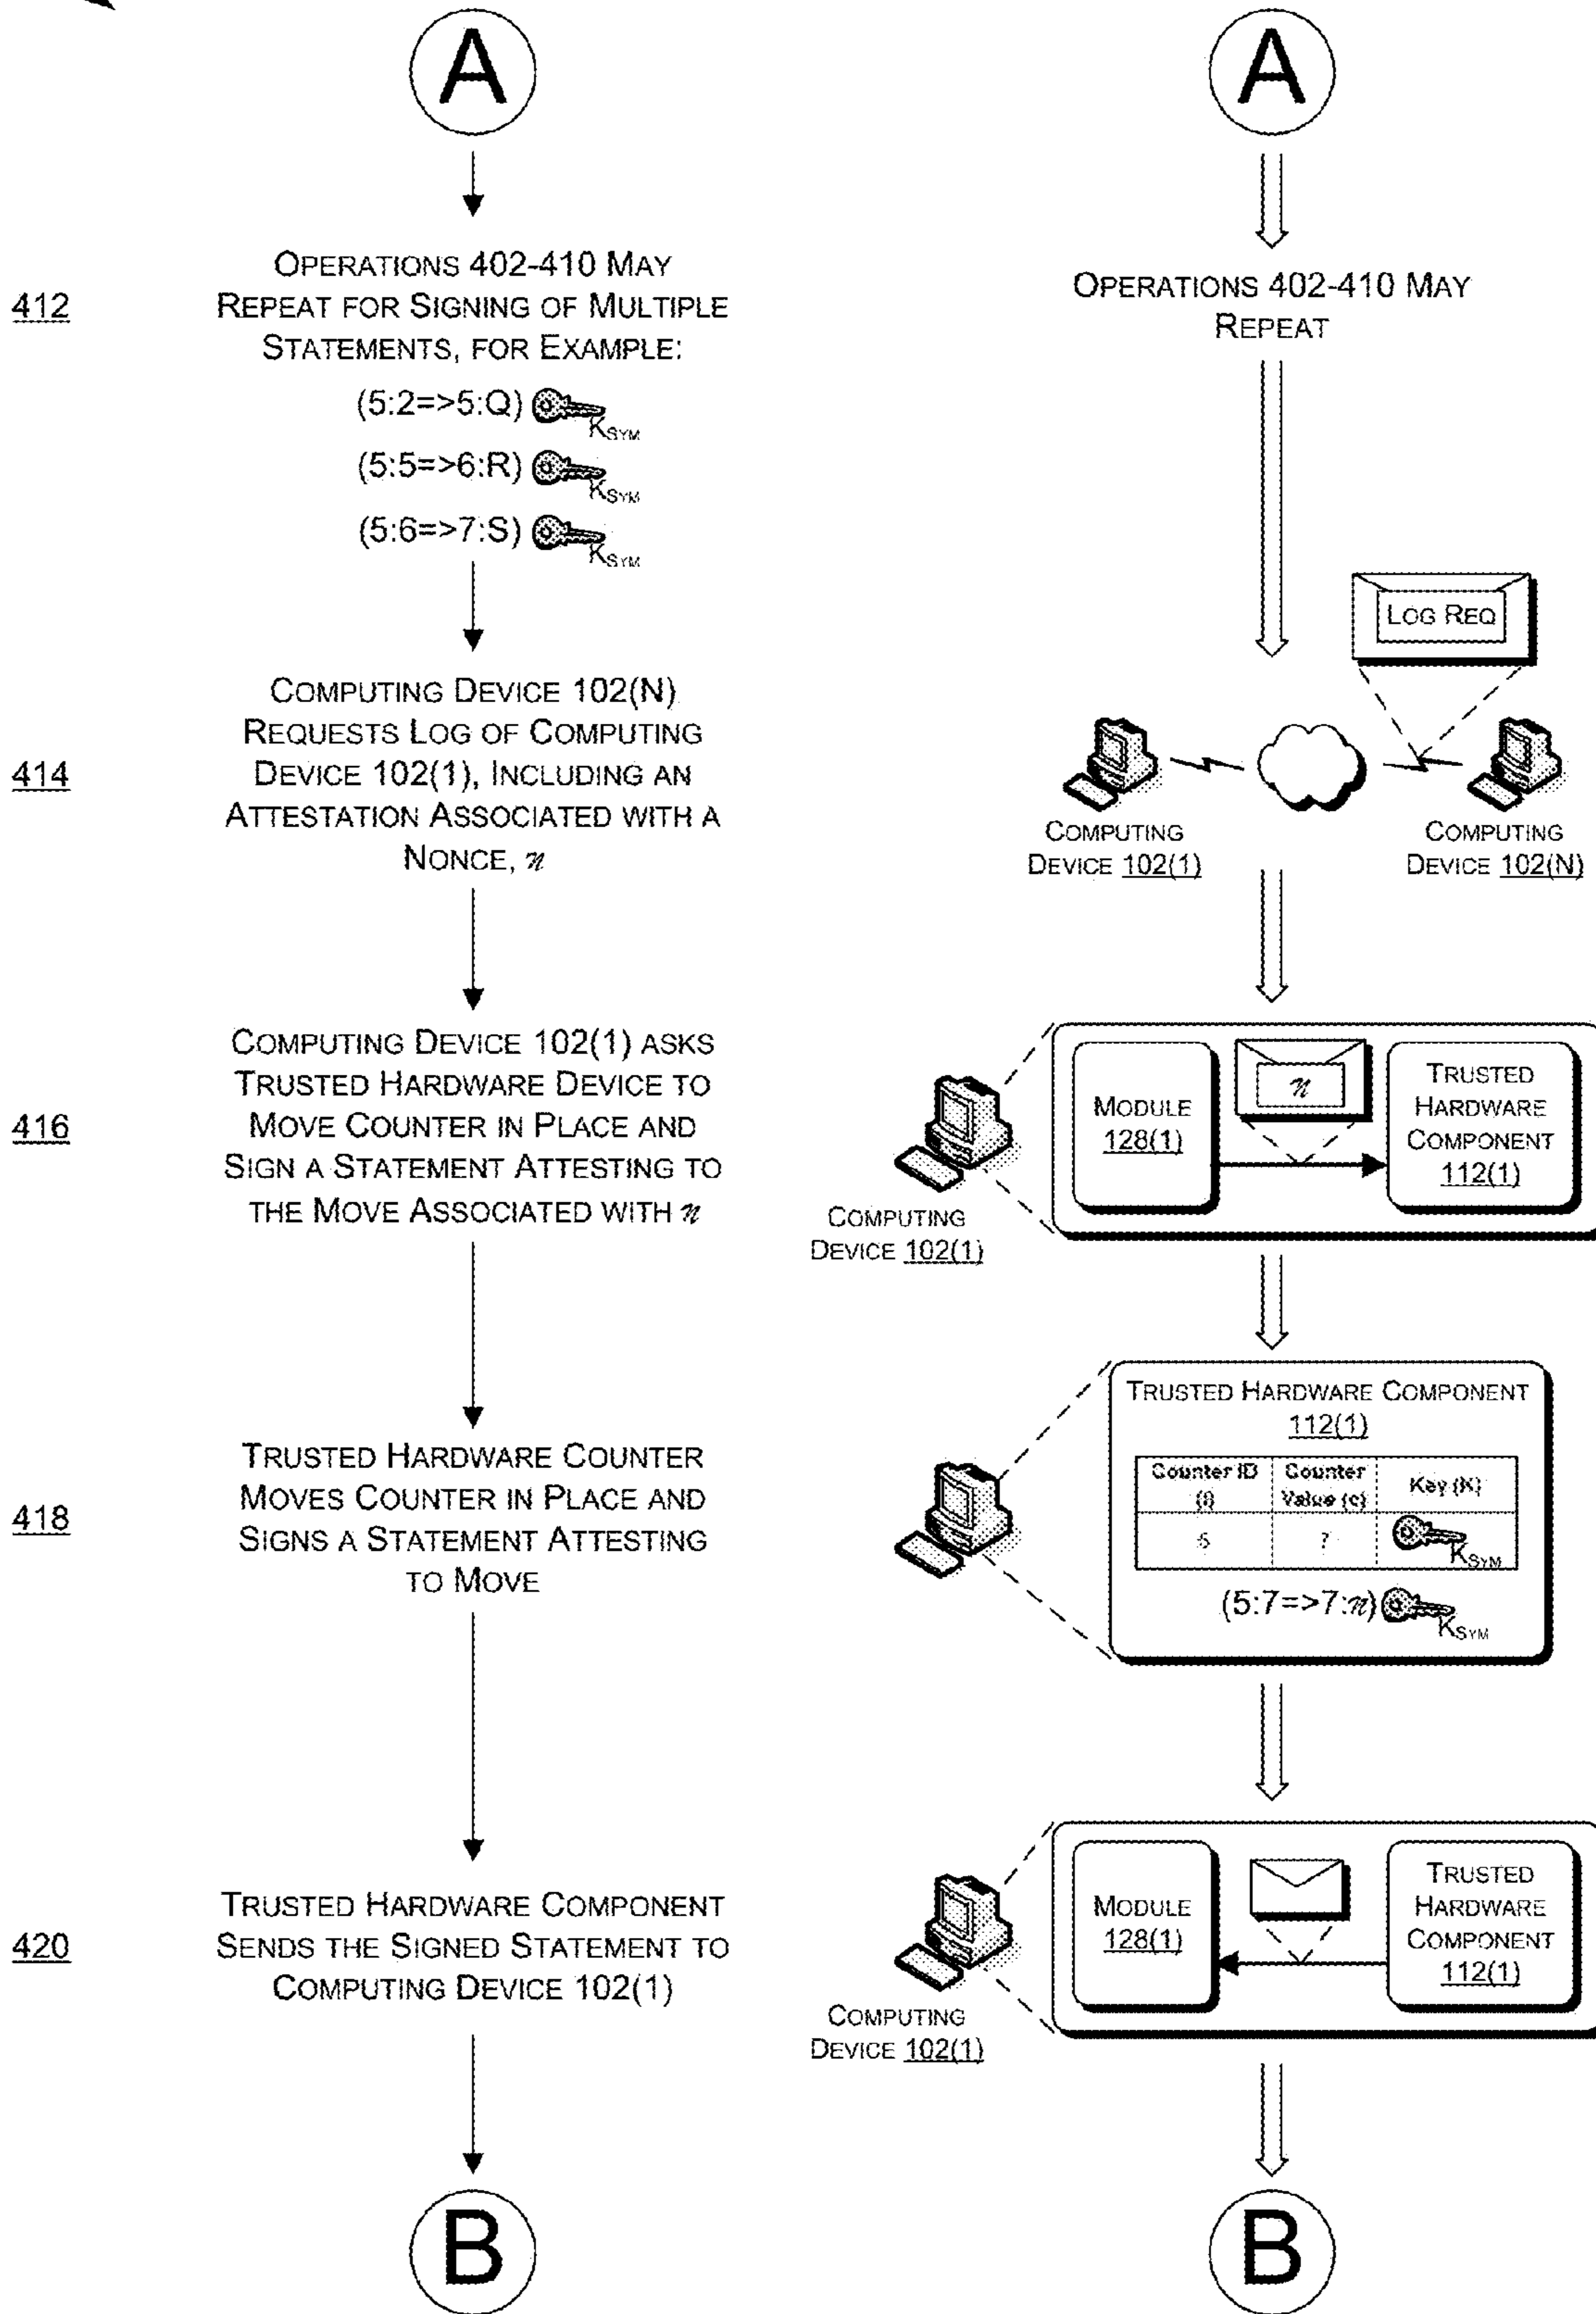 A
A
412
OPERATIONS 402-410 MAY
REPEAT FOR SIGNING OF MULTIPLE
STATEMENTS, FOR EXAMPLE:
(5:2=>5:Q) KSYM
(5:5=>6:R) KSYM
(5:6=>7:S) KSYM
OPERATIONS 402-410 MAY
REPEAT
LOG REQ
414
COMPUTING DEVICE 102(N)
REQUESTS LOG OF COMPUTING
DEVICE 102(1), INCLUDING AN
ATTESTATION ASSOCIATED WITH A
NONCE, n
COMPUTING
DEVICE 102(1)
COMPUTING
DEVICE 102(N)
416
COMPUTING DEVICE 102(1) ASKS
TRUSTED HARDWARE DEVICE TO
MOVE COUNTER IN PLACE AND
SIGN A STATEMENT ATTESTING TO
THE MOVE ASSOCIATED WITH n
MODULE
128(1)
n
TRUSTED
HARDWARE
COMPONENT
112(1)
COMPUTING
DEVICE 102(1)
418
TRUSTED HARDWARE COUNTER
MOVES COUNTER IN PLACE AND
SIGNS A STATEMENT ATTESTING
TO MOVE
TRUSTED HARDWARE COMPONENT
112(1)
Counter ID Counter Key (K)
(i) Value (c)
5 7 KSYM
(5:7=>7:n) KSYM
420
TRUSTED HARDWARE COMPONENT
SENDS THE SIGNED STATEMENT TO
COMPUTING DEVICE 102(1)
MODULE
128(1)
TRUSTED
HARDWARE
COMPONENT
112(1)
COMPUTING
DEVICE 102(1)
B
B